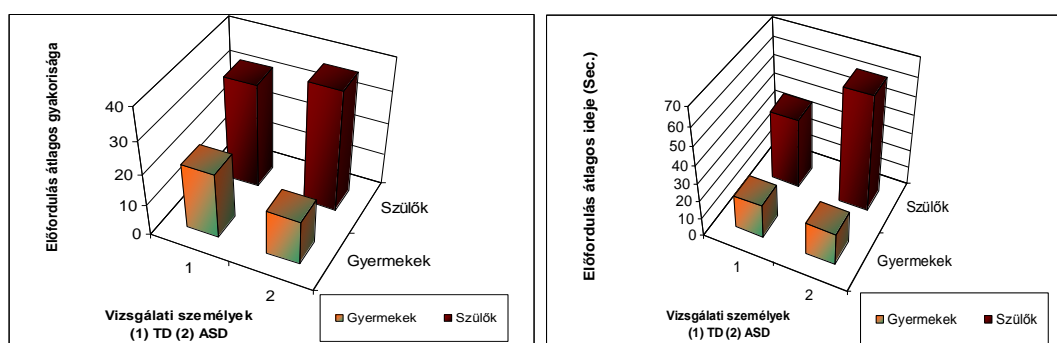 Előfordulás átlagos gyakorisága
40
30
20
10
0
1
2
Szülők
Gyermekek
Vizsgálati személyek
(1) TD (2) ASD
Gyermekek
Szülők
Előfordulás átlagos ideje (Sec.)
70
60
50
40
30
20
10
0
1
2
Szülők
Gyermekek
Vizsgálati személyek
(1) TD (2) ASD
Gyermekek
Szülők